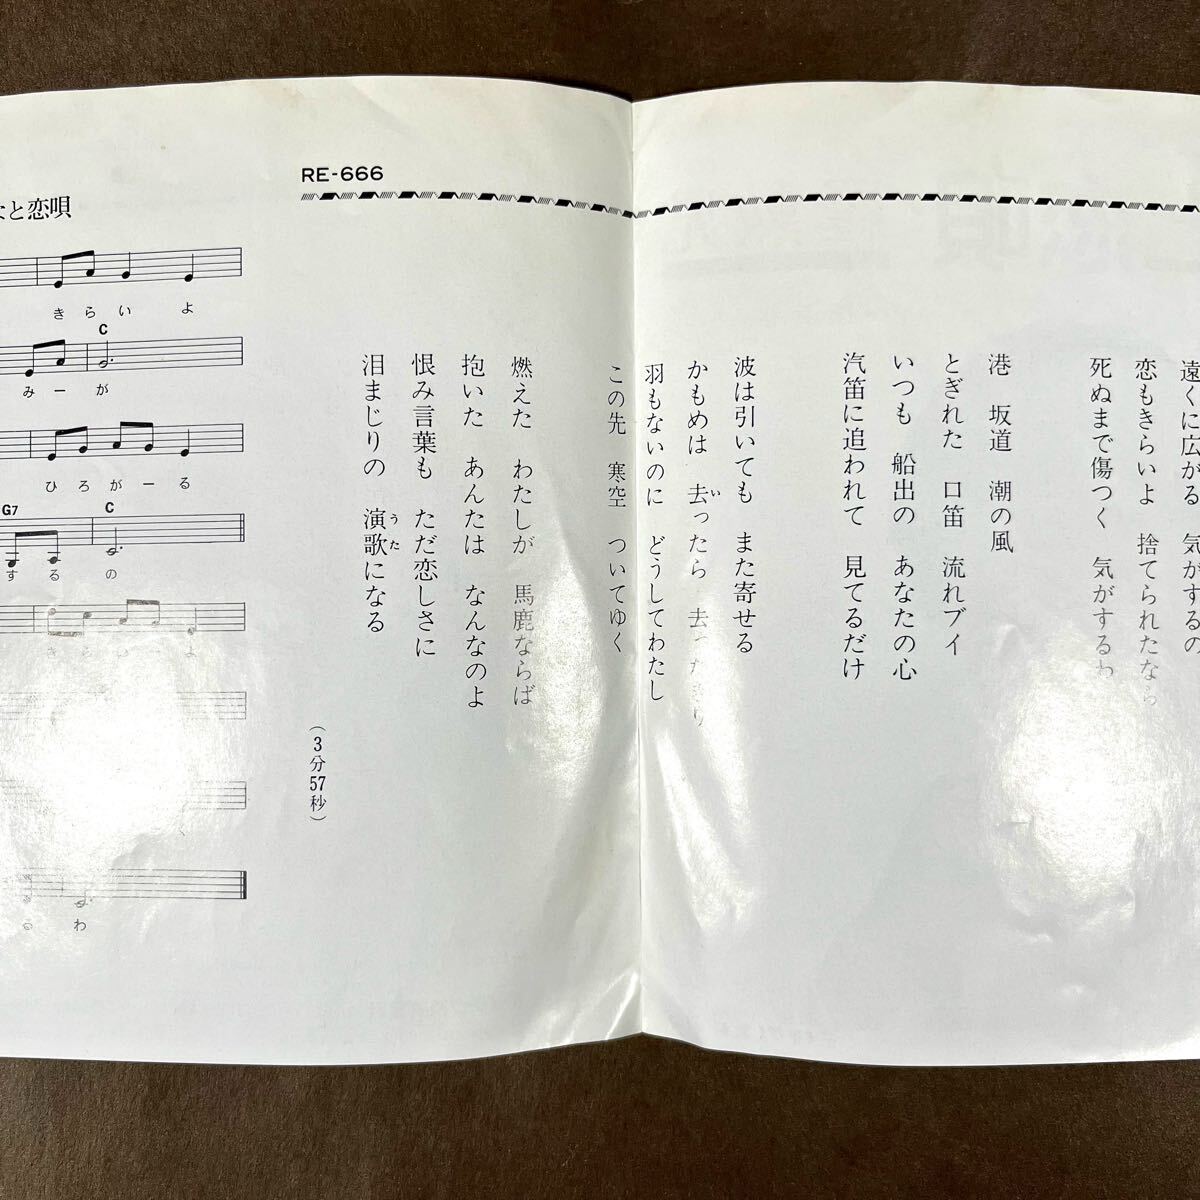 RE-666
遠くに広がる 気がするの
恋もきらいよ 捨てられたなら
死ぬまで傷つく 気がするわ
港 坂道 潮の風
とぎれた 口笛 流れブイ
いつも 船出の あなたの心
汽笛に追われて 見てるだけ
波は引いても また寄せる
かもめは 去ったら 去ったきり
い
羽もないのに どうしてわたし
この先 寒空 ついてゆく
燃えた わたしが 馬鹿ならば
抱いた あんたは なんなのよ
恨み言葉も ただ恋しさに
泪まじりの 演歌になる
うた
(3分57秒)
と恋唄
きらい よ
C
みーが
ひろがーる
G7 C
する の
きらい よ
わ